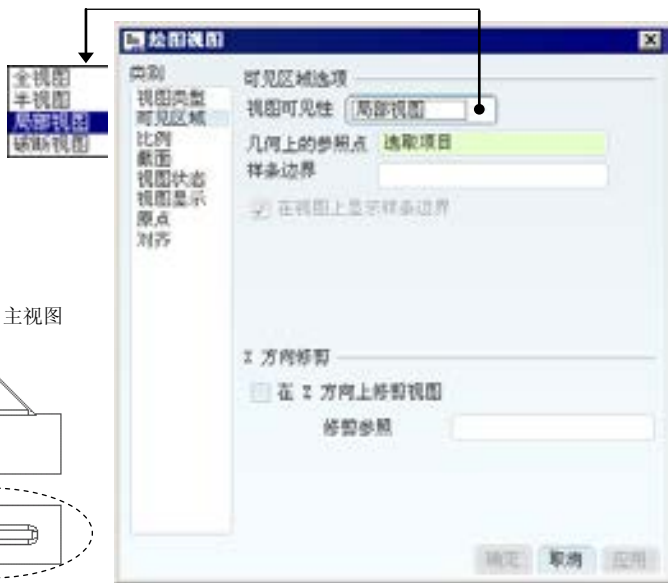 绘图视图
全视图
半视图
局部视图
破断视图
类别
视图类型
可见区域
比例
截面
视图状态
视图显示
原点
对齐
可见区域选项
视图可见性 局部视图
几何上的参照点 选取项目
样条边界
在视图上显示样条边界
Z 方向修剪
在 Z 方向上修剪视图
修剪参照
确定 取消 应用
主视图